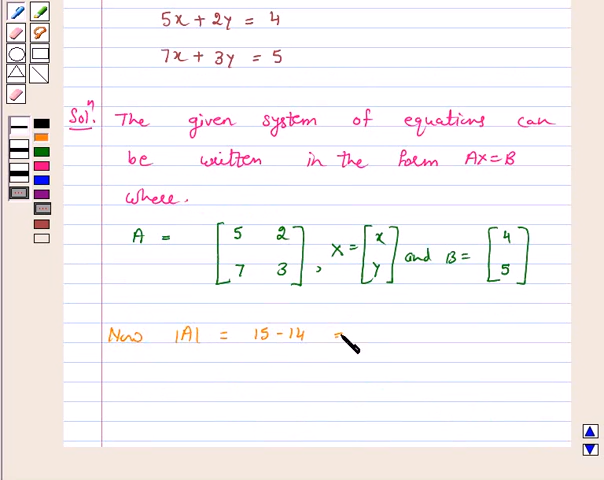 5x + 2y = 4
7x + 3y = 5
Solⁿ. The given system of equations can
be written in the form AX=B
where.
A = [5 2 7 3], X = [x y] and B = [4 5]
Now |A| = 15 - 14 =